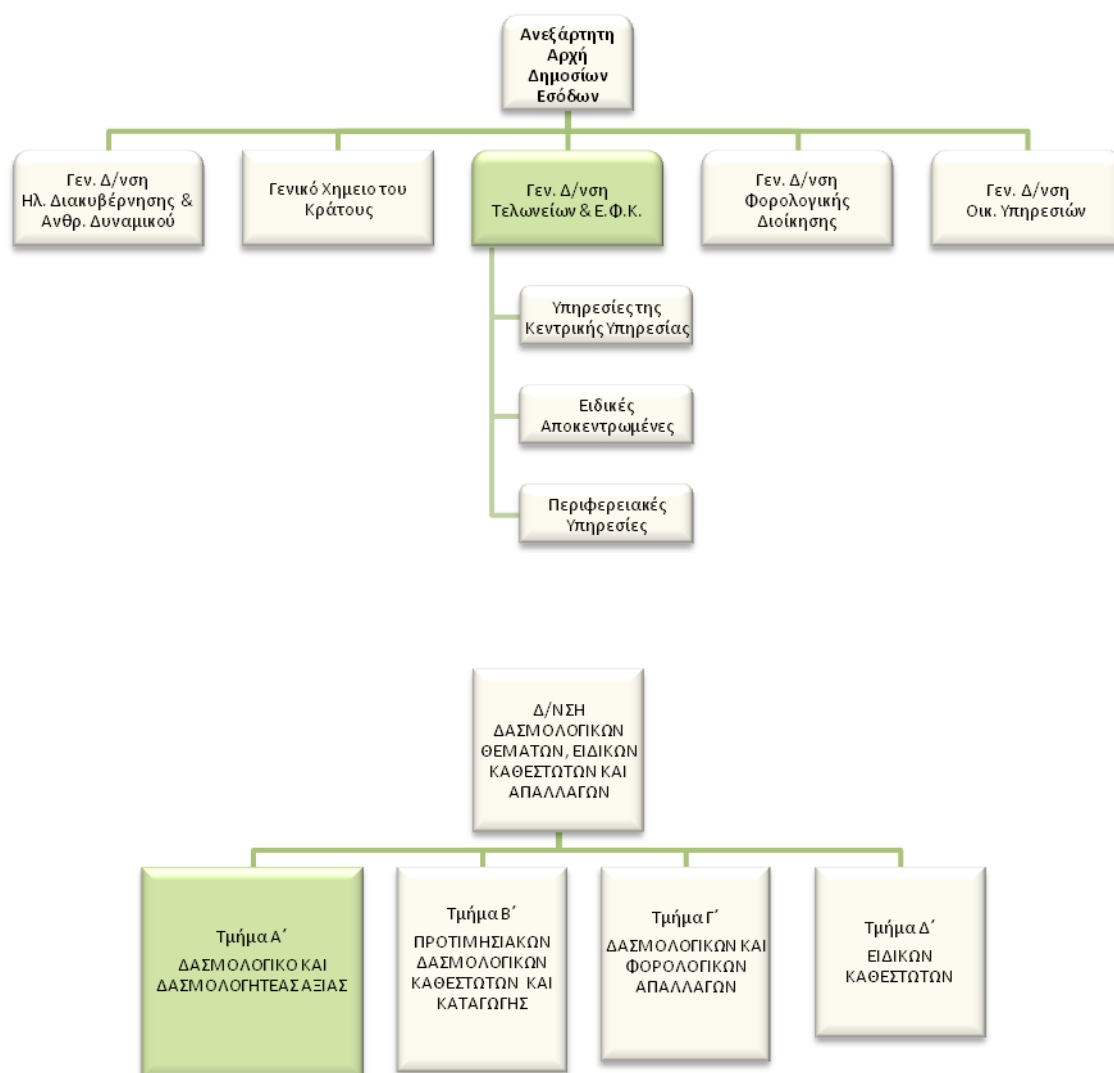 Ανεξάρτητη
Αρχή
Δημοσίων
Εσόδων
Γεν. Δ/νση
Ηλ. Διακυβέρνησης &
Ανθρ. Δυναμικού
Γενικό Χημειο του
Κράτους
Γεν. Δ/νση
Τελωνείων & Ε.Φ.Κ.
Γεν. Δ/νση
Φορολογικής
Διοίκησης
Γεν. Δ/νση
Οικ. Υπηρεσιών
Υπηρεσίες της
Κεντρικής Υπηρεσίας
Ειδικές
Αποκεντρωμένες
Περιφερειακές
Υπηρεσίες
Δ/ΝΣΗ
ΔΑΣΜΟΛΟΓΙΚΩΝ
ΘΕΜΑΤΩΝ, ΕΙΔΙΚΩΝ
ΚΑΘΕΣΤΩΤΩΝ ΚΑΙ
ΑΠΑΛΛΑΓΩΝ
Τμήμα Α΄
ΔΑΣΜΟΛΟΓΙΚΟ ΚΑΙ
ΔΑΣΜΟΛΟΓΗΤΕΑΣ ΑΞΙΑΣ
Τμήμα Β΄
ΠΡΟΤΙΜΗΣΙΑΚΩΝ
ΔΑΣΜΟΛΟΓΙΚΩΝ
ΚΑΘΕΣΤΩΤΩΝ ΚΑΙ
ΚΑΤΑΓΩΓΗΣ
Τμήμα Γ΄
ΔΑΣΜΟΛΟΓΙΚΩΝ ΚΑΙ
ΦΟΡΟΛΟΓΙΚΩΝ
ΑΠΑΛΛΑΓΩΝ
Τμήμα Δ΄
ΕΙΔΙΚΩΝ
ΚΑΘΕΣΤΩΤΩΝ